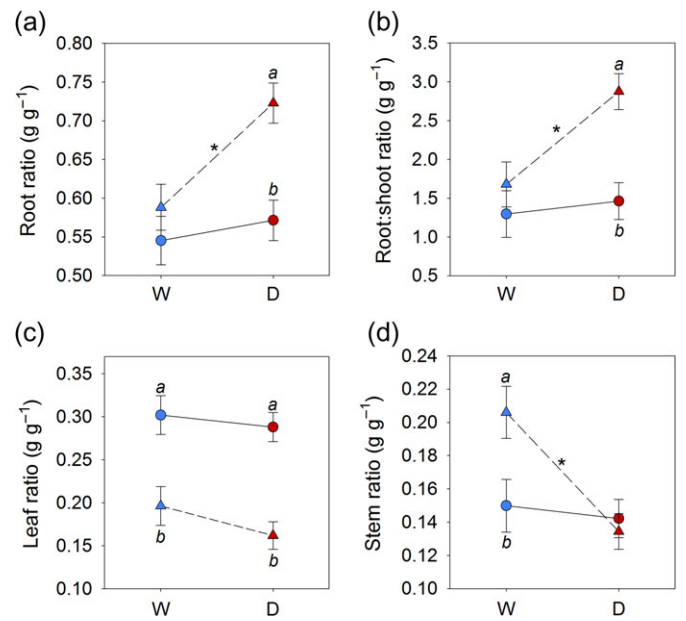 (a)
0.80
0.75
0.70
0.65
0.60
0.55
0.50
Root ratio (g g⁻¹)
a
*
b
W D
(b)
3.5
3.0
2.5
2.0
1.5
1.0
0.5
Root:shoot ratio (g g⁻¹)
a
*
b
W D
(c)
0.35
0.30
0.25
0.20
0.15
0.10
Leaf ratio (g g⁻¹)
a a
b b
W D
(d)
0.24
0.22
0.20
0.18
0.16
0.14
0.12
0.10
Stem ratio (g g⁻¹)
a
*
b
W D